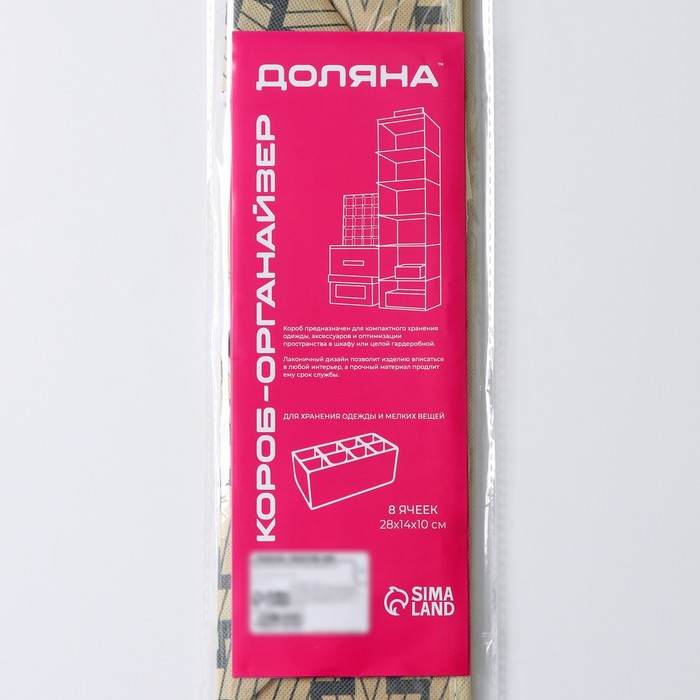 ДОЛЯНА™
КОРОБ-ОРГАНАЙЗЕР
Короб предназначен для компактного хранения
одежды, аксессуаров и оптимизации
пространства в шкафу или целой гардеробной.
Лаконичный дизайн позволит изделию вписаться
в любой интерьер, а прочный материал продлит
ему срок службы.
ДЛЯ ХРАНЕНИЯ ОДЕЖДЫ И МЕЛКИХ ВЕЩЕЙ
8 ЯЧЕЕК
28х14х10 см
SIMA
LAND